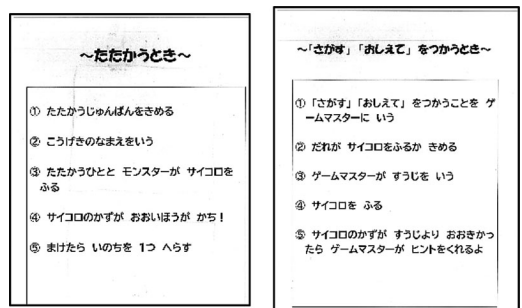 ～たたかうとき～
① たたかうじゅんばんをきめる
② こうげきのなまえをいう
③ たたかうひとと モンスターが サイコロを
ふる
④ サイコロのかずが おおいほうが かち！
⑤ まけたら いのちを 1つ へらす
～「さがす」「おしえて」をつかうとき～
① 「さがす」「おしえて」をつかうことを ゲ
ームマスターに いう
② だれが サイコロをふるか きめる
③ ゲームマスターが すうじを いう
④ サイコロを ふる
⑤ サイコロのかずが すうじより おおきかっ
たら ゲームマスターが ヒントをくれるよ